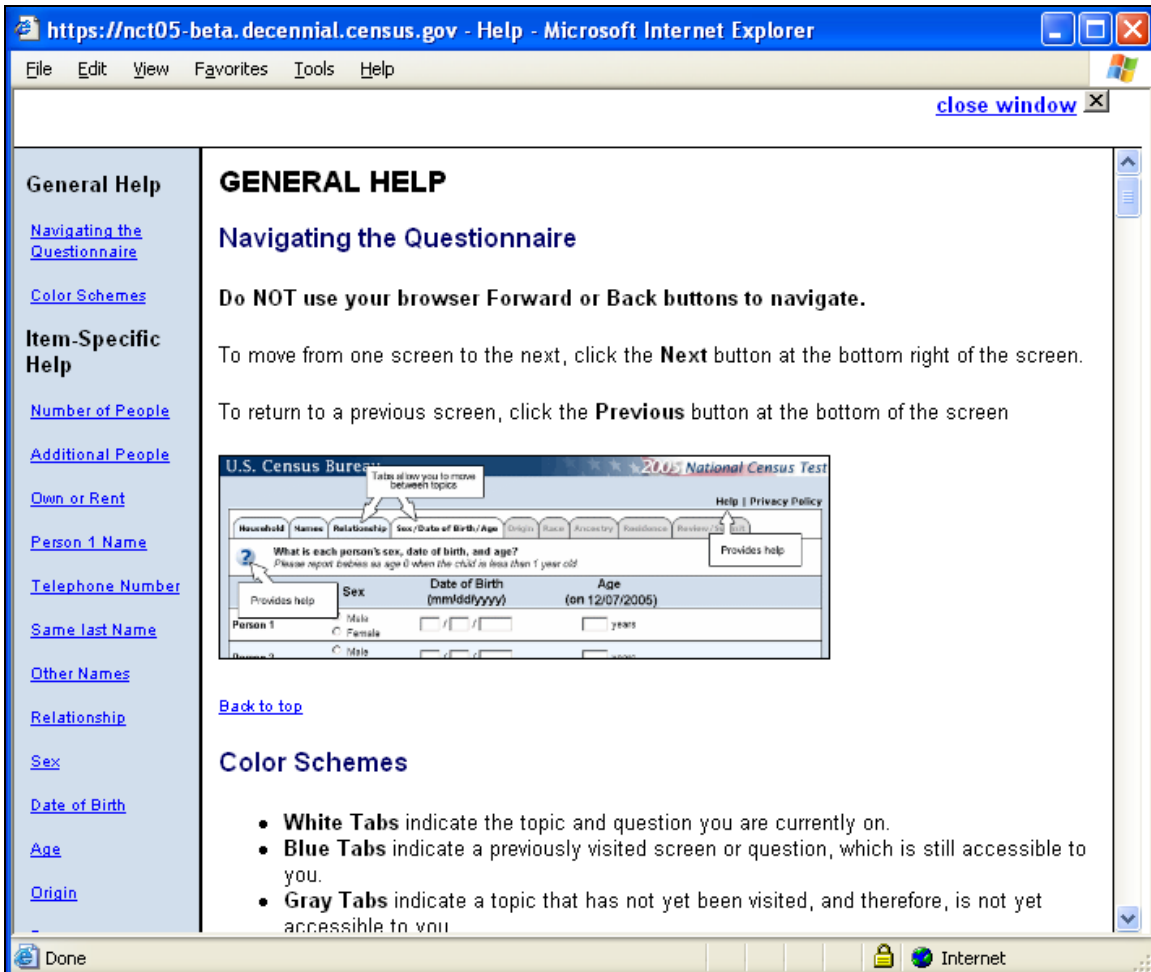 https://nct05-beta.decennial.census.gov - Help - Microsoft Internet Explorer
File Edit View Favorites Tools Help
close window
General Help
Navigating the
Questionnaire
Color Schemes
Item-Specific
Help
Number of People
Additional People
Own or Rent
Person 1 Name
Telephone Number
Same last Name
Other Names
Relationship
Sex
Date of Birth
Age
Origin
GENERAL HELP
Navigating the Questionnaire
Do NOT use your browser Forward or Back buttons to navigate.
To move from one screen to the next, click the Next button at the bottom right of the screen.
To return to a previous screen, click the Previous button at the bottom of the screen
U.S. Census Bureau
2005 National Census Test
Tabs allow you to move
between topics
Help | Privacy Policy
Household Names Relationship Sex/Date of Birth/Age Origin Race Ancestry Residence Review/Submit
What is each person's sex, date of birth, and age?
Please report babies as age 0 when the child is less than 1 year old
Provides help
Provides help
Sex
Date of Birth
(mm/dd/yyyy)
Age
(on 12/07/2005)
Person 1
Male
Female
/ /
years
Person 2
Male
/ /
years
Back to top
Color Schemes
• White Tabs indicate the topic and question you are currently on.
• Blue Tabs indicate a previously visited screen or question, which is still accessible to
you.
• Gray Tabs indicate a topic that has not yet been visited, and therefore, is not yet
accessible to you
Done
Internet